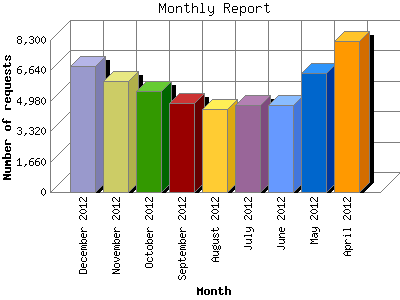 Monthly Report
8,300
6,640
4,980
3,320
1,660
0
Number of requests
December 2012
November 2012
October 2012
September 2012
August 2012
July 2012
June 2012
May 2012
April 2012
Month